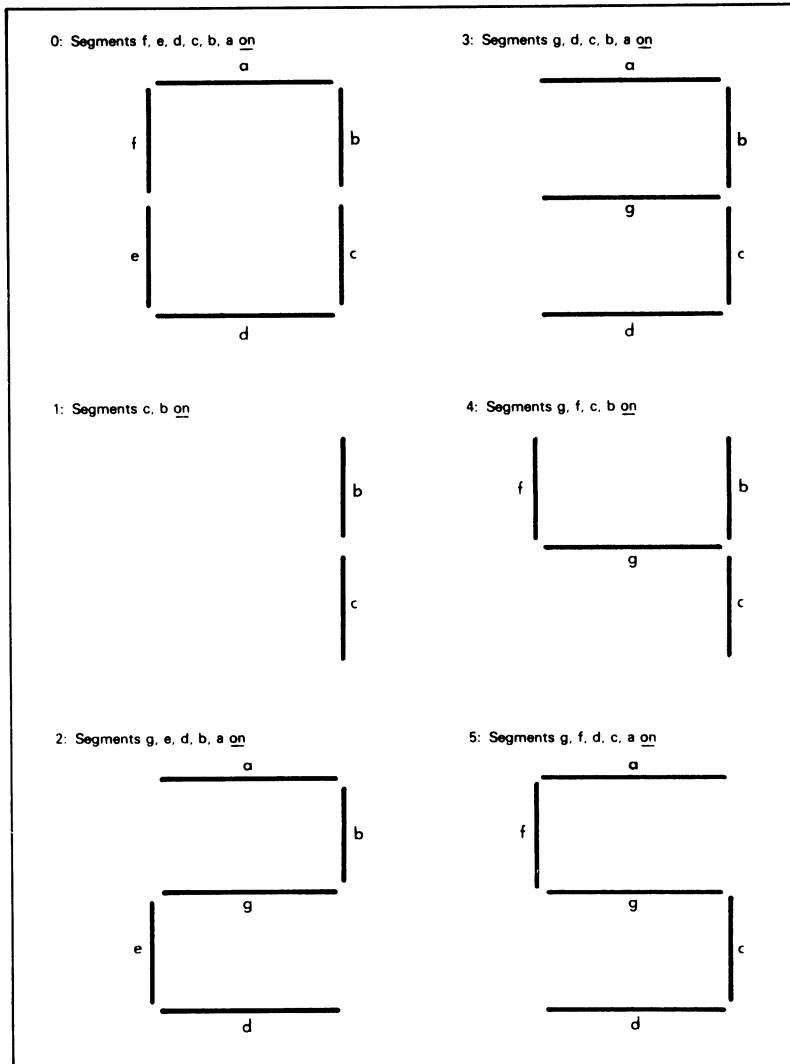 0: Segments f, e, d, c, b, a on
a
f
b
e
c
d
1: Segments c, b on
b
c
2: Segments g, e, d, b, a on
a
b
g
e
d
3: Segments g, d, c, b, a on
a
b
g
c
d
4: Segments g, f, c, b on
f
b
g
c
5: Segments g, f, d, c, a on
a
f
g
c
d